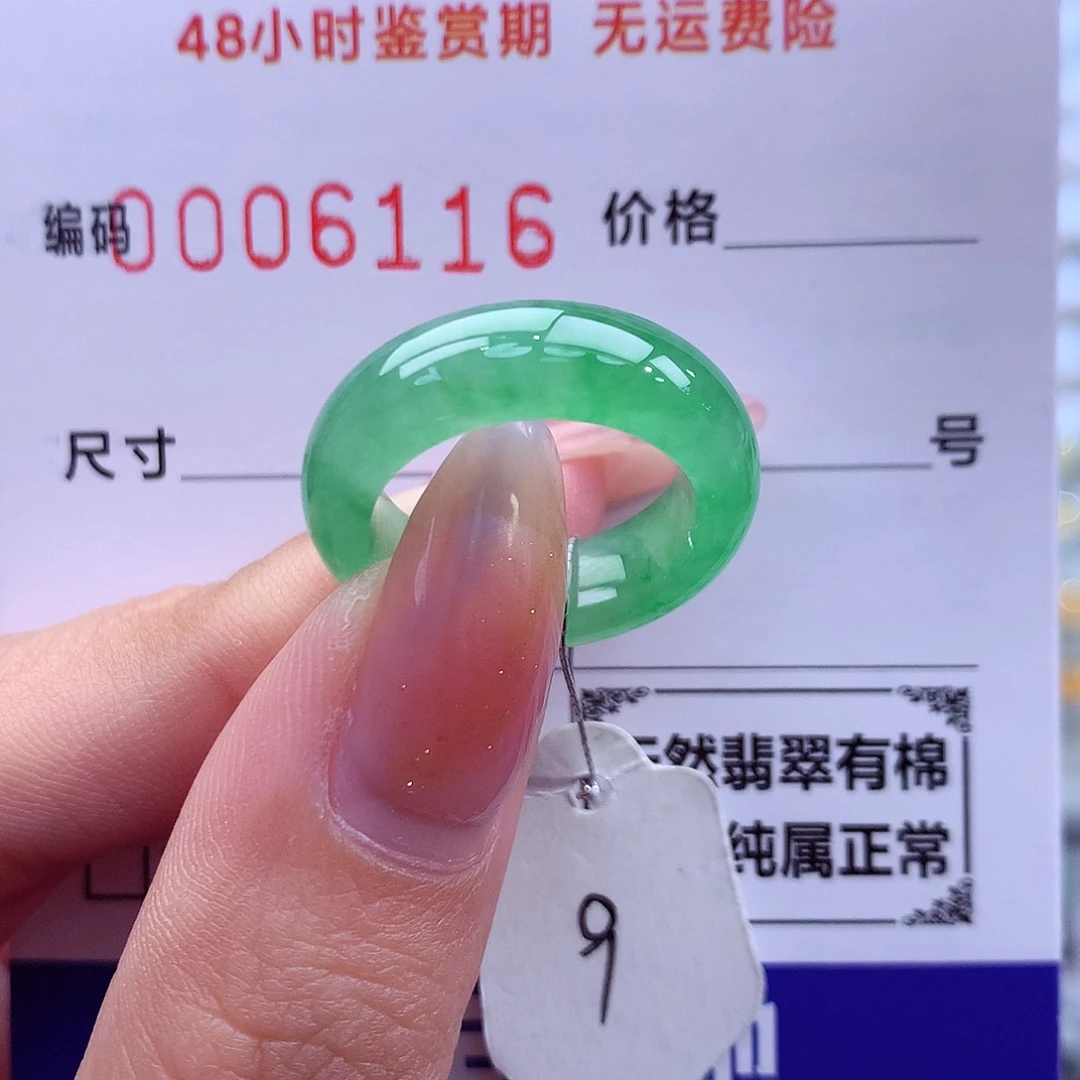 48小时鉴赏期 无运费险
编码 0006116 价格
尺寸 号
然翡翠有棉
纯属正常
9